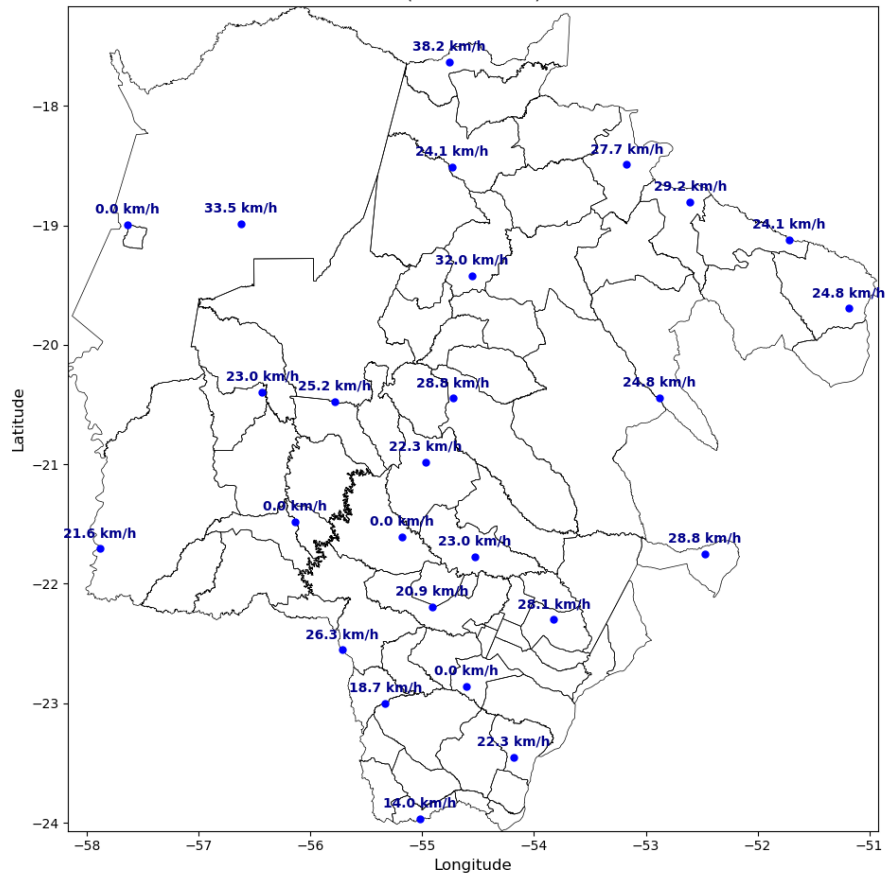 38.2 km/h
−18
24.1 km/h
27.7 km/h
29.2 km/h
0.0 km/h
33.5 km/h
−19
24.1 km/h
32.0 km/h
24.8 km/h
−20
23.0 km/h
25.2 km/h
28.8 km/h
24.8 km/h
Latitude
22.3 km/h
−21
0.0 km/h
0.0 km/h
21.6 km/h
23.0 km/h
28.8 km/h
−22
20.9 km/h
28.1 km/h
26.3 km/h
0.0 km/h
18.7 km/h
−23
22.3 km/h
14.0 km/h
−24
−58 −57 −56 −55 −54 −53 −52 −51
Longitude